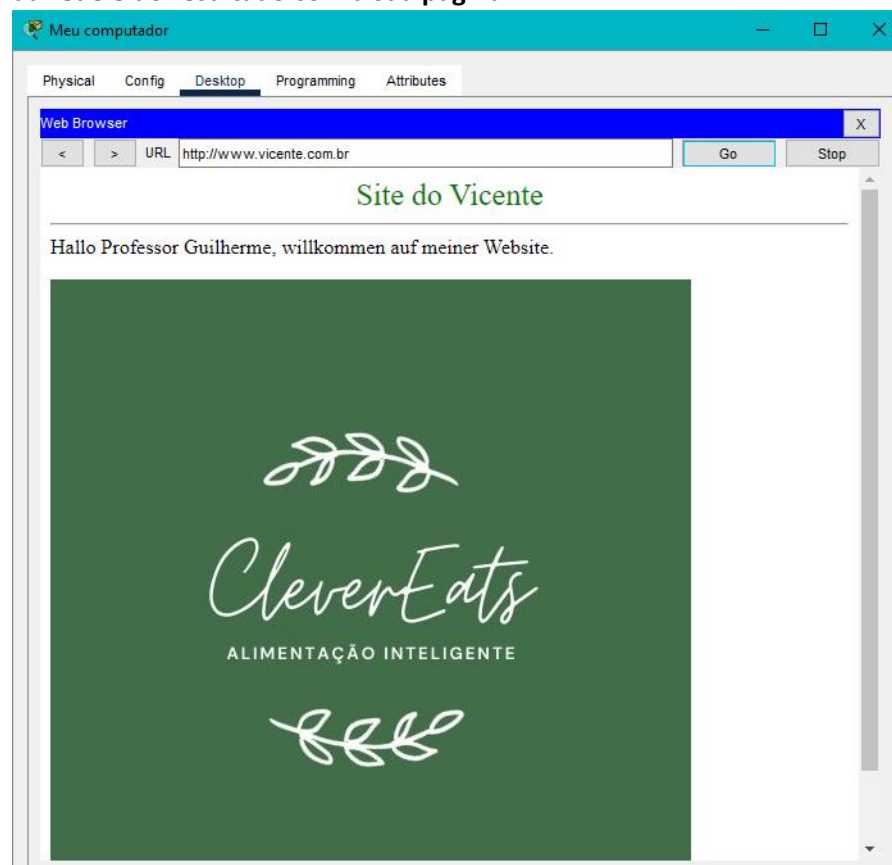 Meu computador
Physical Config Desktop Programming Attributes
Web Browser X
< > URL http://www.vicente.com.br Go Stop
Site do Vicente
Hallo Professor Guilherme, willkommen auf meiner Website.
CleverEats
ALIMENTAÇÃO INTELIGENTE